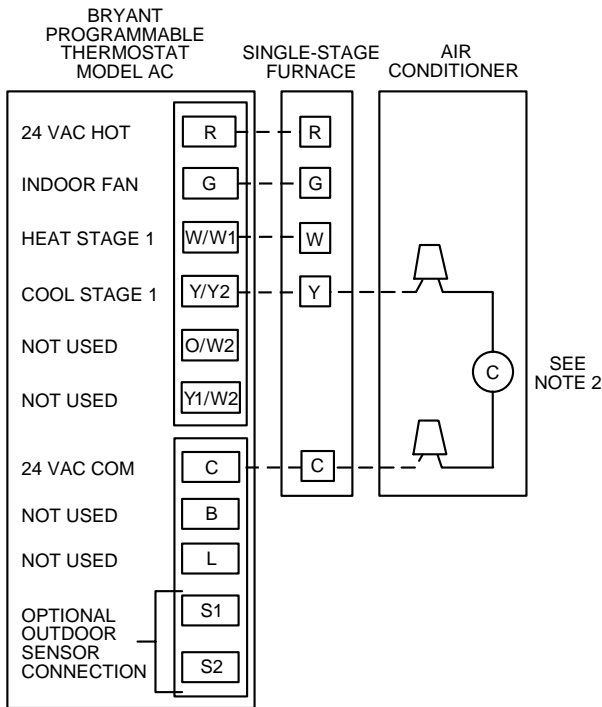 BRYANT
PROGRAMMABLE
THERMOSTAT
MODEL AC
SINGLE-STAGE
FURNACE
AIR
CONDITIONER
24 VAC HOT R R
INDOOR FAN G G
HEAT STAGE 1 W/W1 W
COOL STAGE 1 Y/Y2 Y
NOT USED O/W2
NOT USED Y1/W2
C
SEE
NOTE 2
24 VAC COM C C
NOT USED B
NOT USED L
OPTIONAL
OUTDOOR
SENSOR
CONNECTION
S1
S2